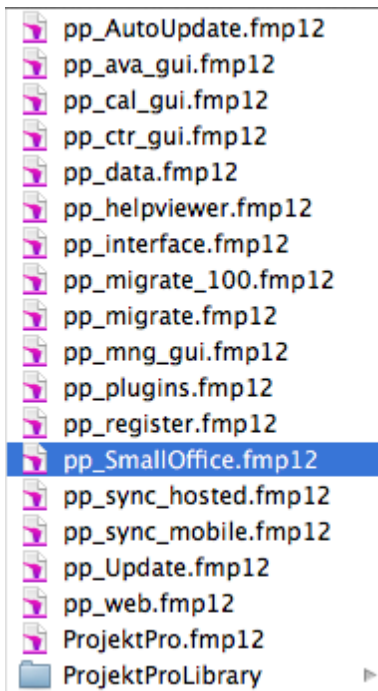 pp_AutoUpdate.fmp12
pp_ava_gui.fmp12
pp_cal_gui.fmp12
pp_ctr_gui.fmp12
pp_data.fmp12
pp_helpviewer.fmp12
pp_interface.fmp12
pp_migrate_100.fmp12
pp_migrate.fmp12
pp_mng_gui.fmp12
pp_plugins.fmp12
pp_register.fmp12
pp_SmallOffice.fmp12
pp_sync_hosted.fmp12
pp_sync_mobile.fmp12
pp_Update.fmp12
pp_web.fmp12
ProjektPro.fmp12
ProjektProLibrary